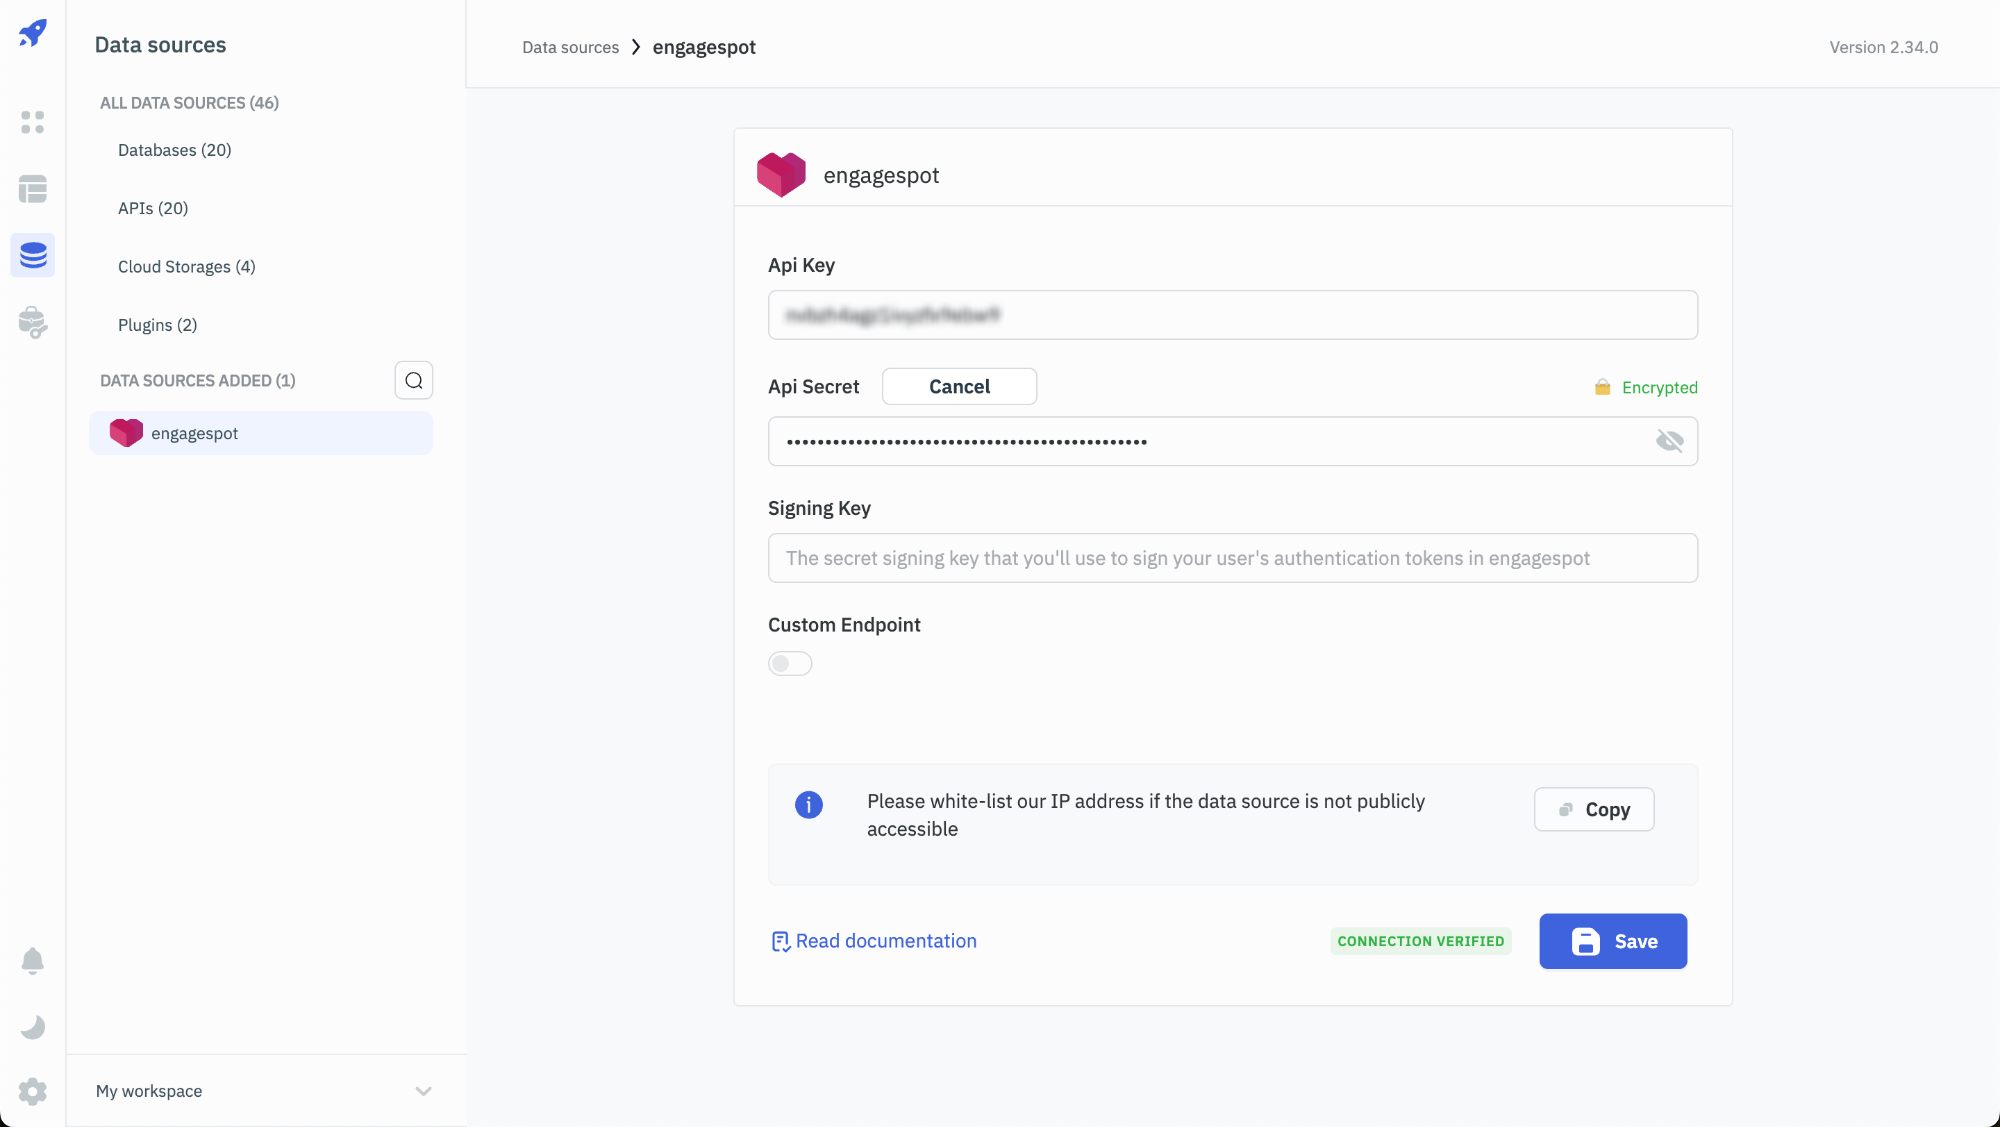 Data sources
ALL DATA SOURCES (46)
Databases (20)
APIs (20)
Cloud Storages (4)
Plugins (2)
DATA SOURCES ADDED (1)
engagespot
My workspace
Data sources
engagespot
Version 2.34.0
engagespot
Api Key
Api Secret
Cancel
Encrypted
Signing Key
The secret signing key that you'll use to sign your user's authentication tokens in engagespot
Custom Endpoint
Please white-list our IP address if the data source is not publicly
accessible
Copy
Read documentation
CONNECTION VERIFIED
Save